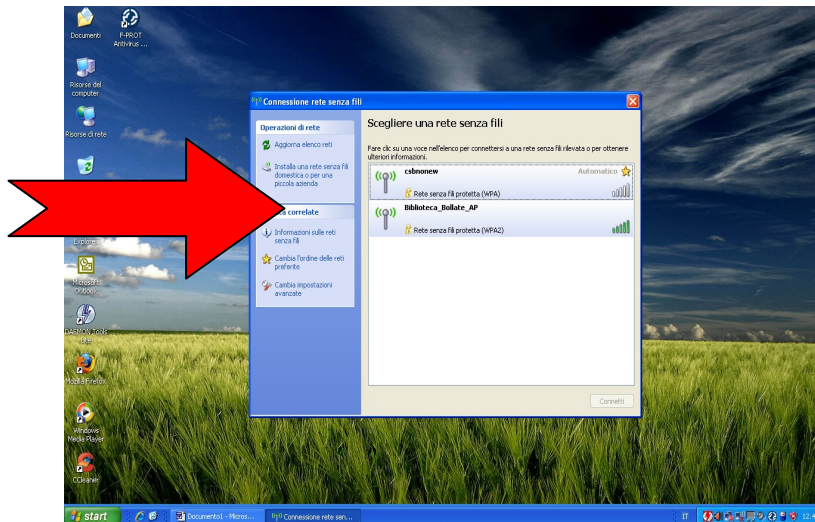 Documenti
F-PROT
Antivirus ...
Risorse del
computer
Risorse di rete
Explore
Microsoft
Outlook
DAEMON Tools
Lite
Mozilla Firefox
Windows
Media Player
CCleaner
Connessione rete senza fili
Operazioni di rete
Aggiorna elenco reti
Installa una rete senza fili
domestica o per una
piccola azienda
correlate
Informazioni sulle reti
senza fili
Cambia l'ordine delle reti
preferite
Cambia impostazioni
avanzate
Scegliere una rete senza fili
Fare clic su una voce nell'elenco per connettersi a una rete senza fili rilevata o per ottenere
ulteriori informazioni.
csbnonew
Automatico
Rete senza fili protetta (WPA)
Biblioteca_Bollate_AP
Rete senza fili protetta (WPA2)
Connetti
start
Documento1 - Micros...
Connessione rete sen...
IT
12.4